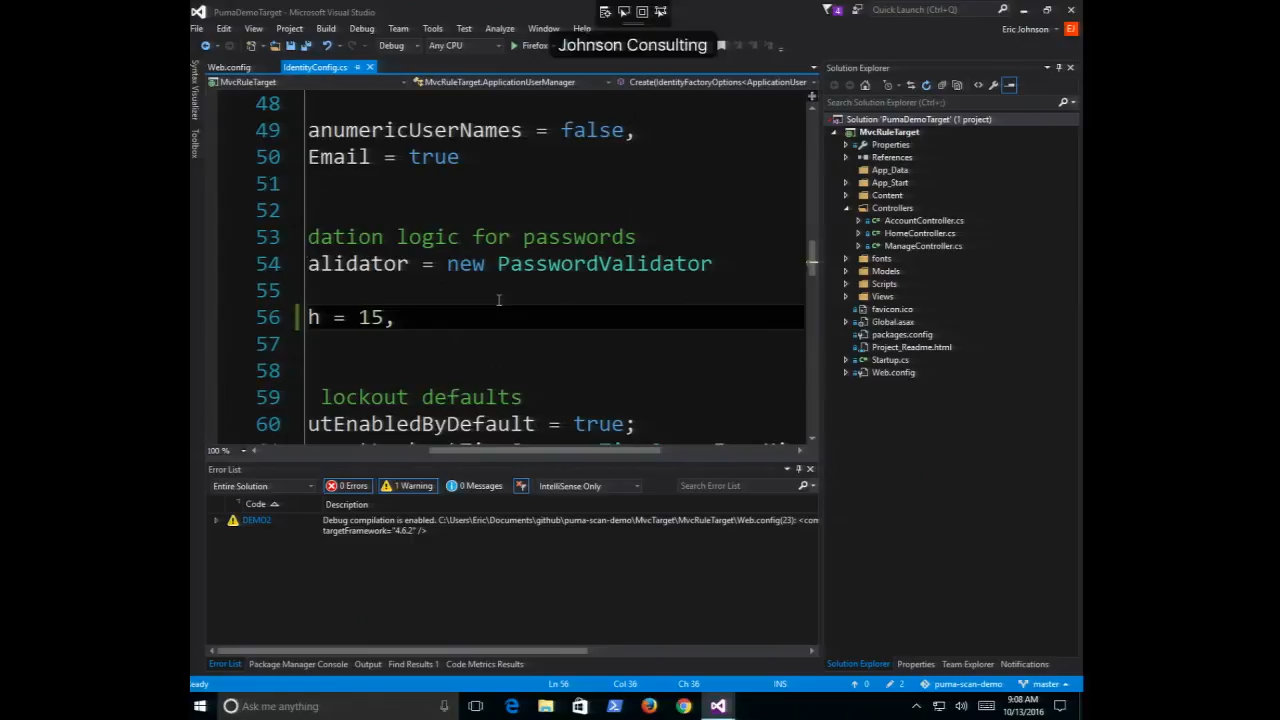 PumaDemoTarget - Microsoft Visual Studio
4
Quick Launch (Ctrl+;)
File Edit View Project Build Debug Team Tools Test Analyze Window Help
Eric Johnson EJ
Debug Any CPU Firefox
Johnson Consulting
Web.config IdentityConfig.cs
MvcRuleTarget MvcRuleTarget.ApplicationUserManager Create(IdentityFactoryOptions<ApplicationUser
Syntax Visualizer
Toolbox
48
49 anumericUserNames = false,
50 Email = true
51
52
53 dation logic for passwords
54 alidator = new PasswordValidator
55
56 h = 15,
57
58
59 lockout defaults
60 utEnabledByDefault = true;
100 %
Solution Explorer
Search Solution Explorer (Ctrl+;)
Solution 'PumaDemoTarget' (1 project)
MvcRuleTarget
Properties
References
App_Data
App_Start
Content
Controllers
AccountController.cs
HomeController.cs
ManageController.cs
fonts
Models
Scripts
Views
favicon.ico
Global.asax
packages.config
Project_Readme.html
Startup.cs
Web.config
Error List
Entire Solution 0 Errors 1 Warning 0 Messages IntelliSense Only Search Error List
Code Description
DEMO2 Debug compilation is enabled. C:\Users\Eric\Documents\github\puma-scan-demo\MvcTarget\MvcRuleTarget\Web.config(23): <con
targetFramework="4.6.2" />
Error List Package Manager Console Output Find Results 1 Code Metrics Results
Solution Explorer Properties Team Explorer Notifications
eady Ln 56 Col 36 Ch 36 INS 0 2 puma-scan-demo master
Ask me anything
9:08 AM
10/13/2016